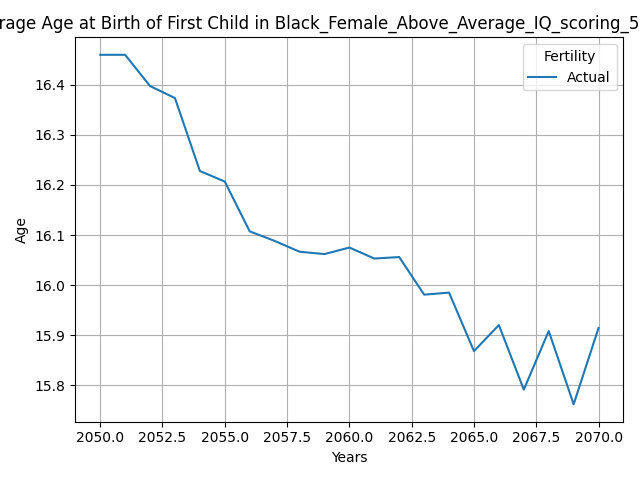 rage Age at Birth of First Child in Black_Female_Above_Average_IQ_scoring_5
Fertility
Actual
16.4
16.3
16.2
16.1
16.0
15.9
15.8
Age
2050.0 2052.5 2055.0 2057.5 2060.0 2062.5 2065.0 2067.5 2070.0
Years